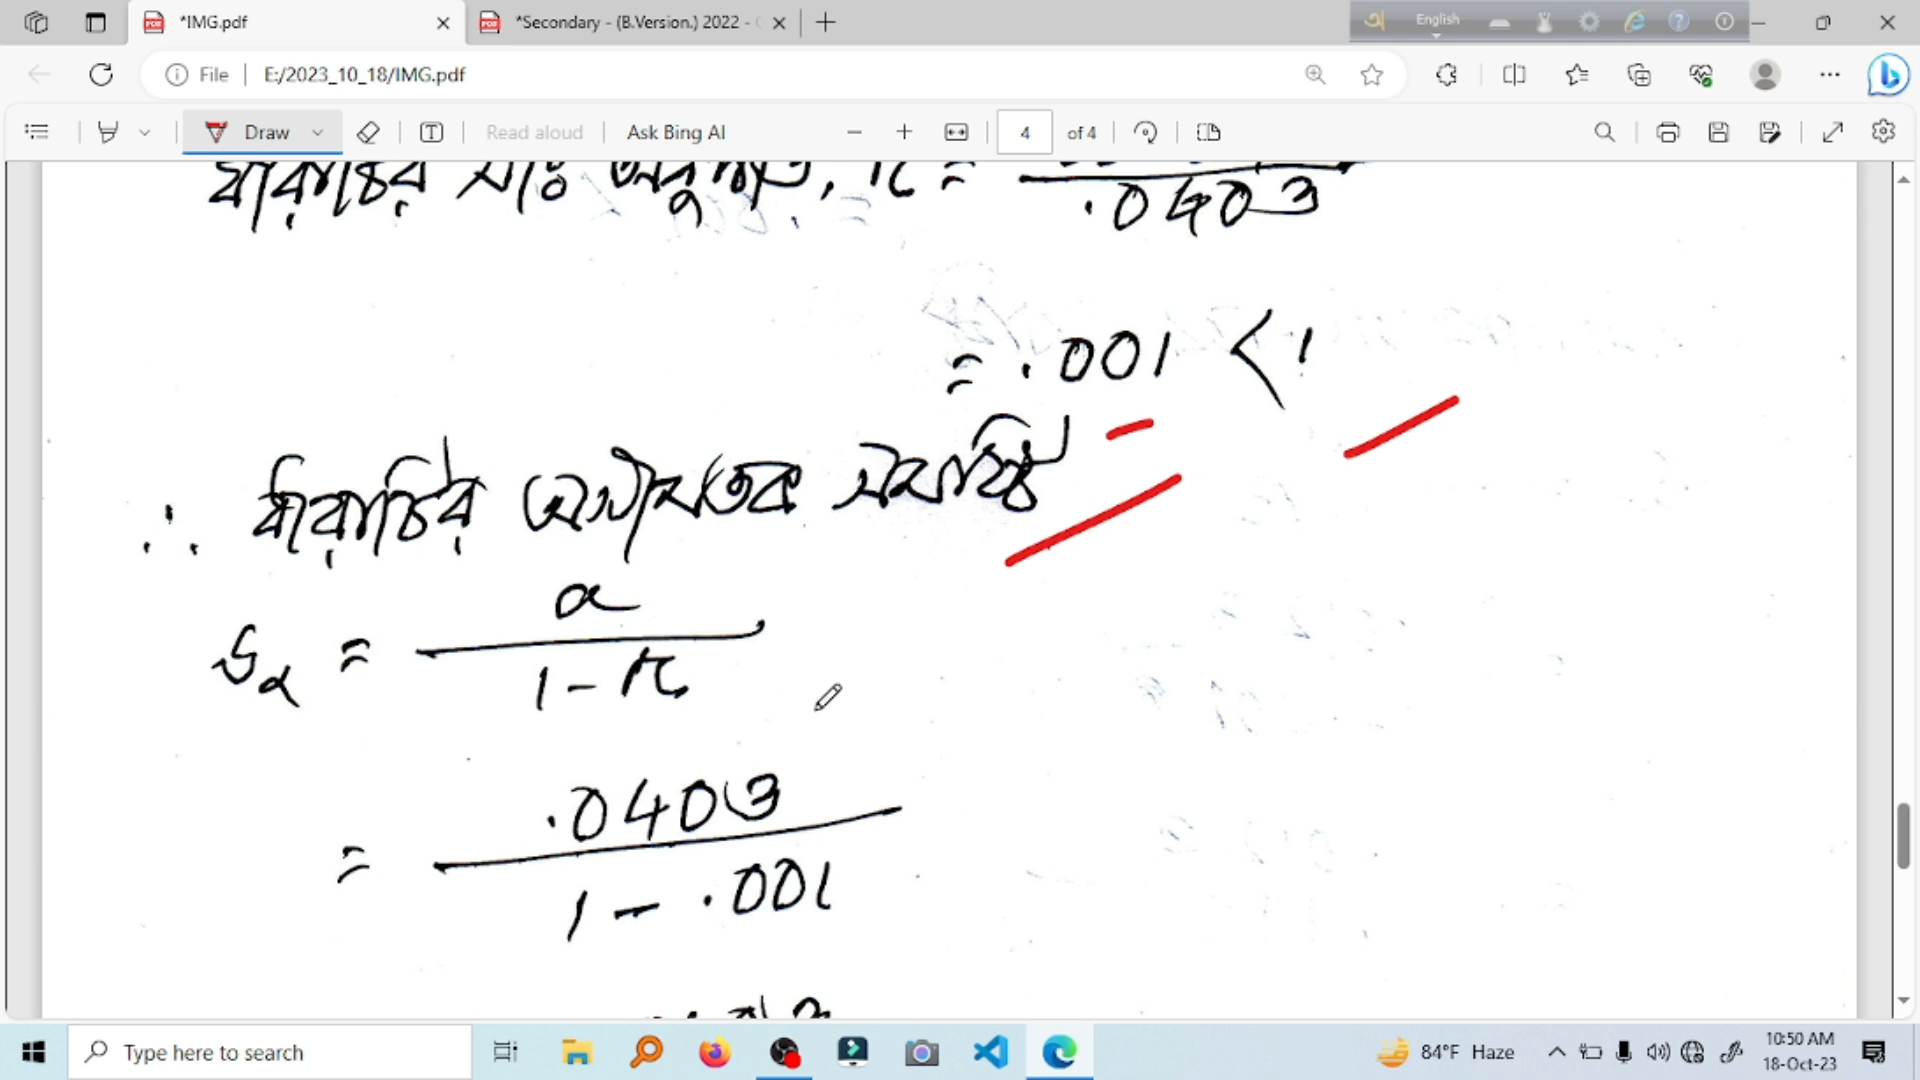 *IMG.pdf
*Secondary - (B.Version.) 2022 -
English
File
E:/2023_10_18/IMG.pdf
Draw
Read aloud
Ask Bing AI
4
of 4
ধারাটির সাঃ অনুপাত, r =
.0403
= .001 < 1
∴ ধারাটির অসীমতক সমষ্টি
S∝ = a
1 - r
= .0403
1 - .001
Type here to search
84°F Haze
10:50 AM
18-Oct-23